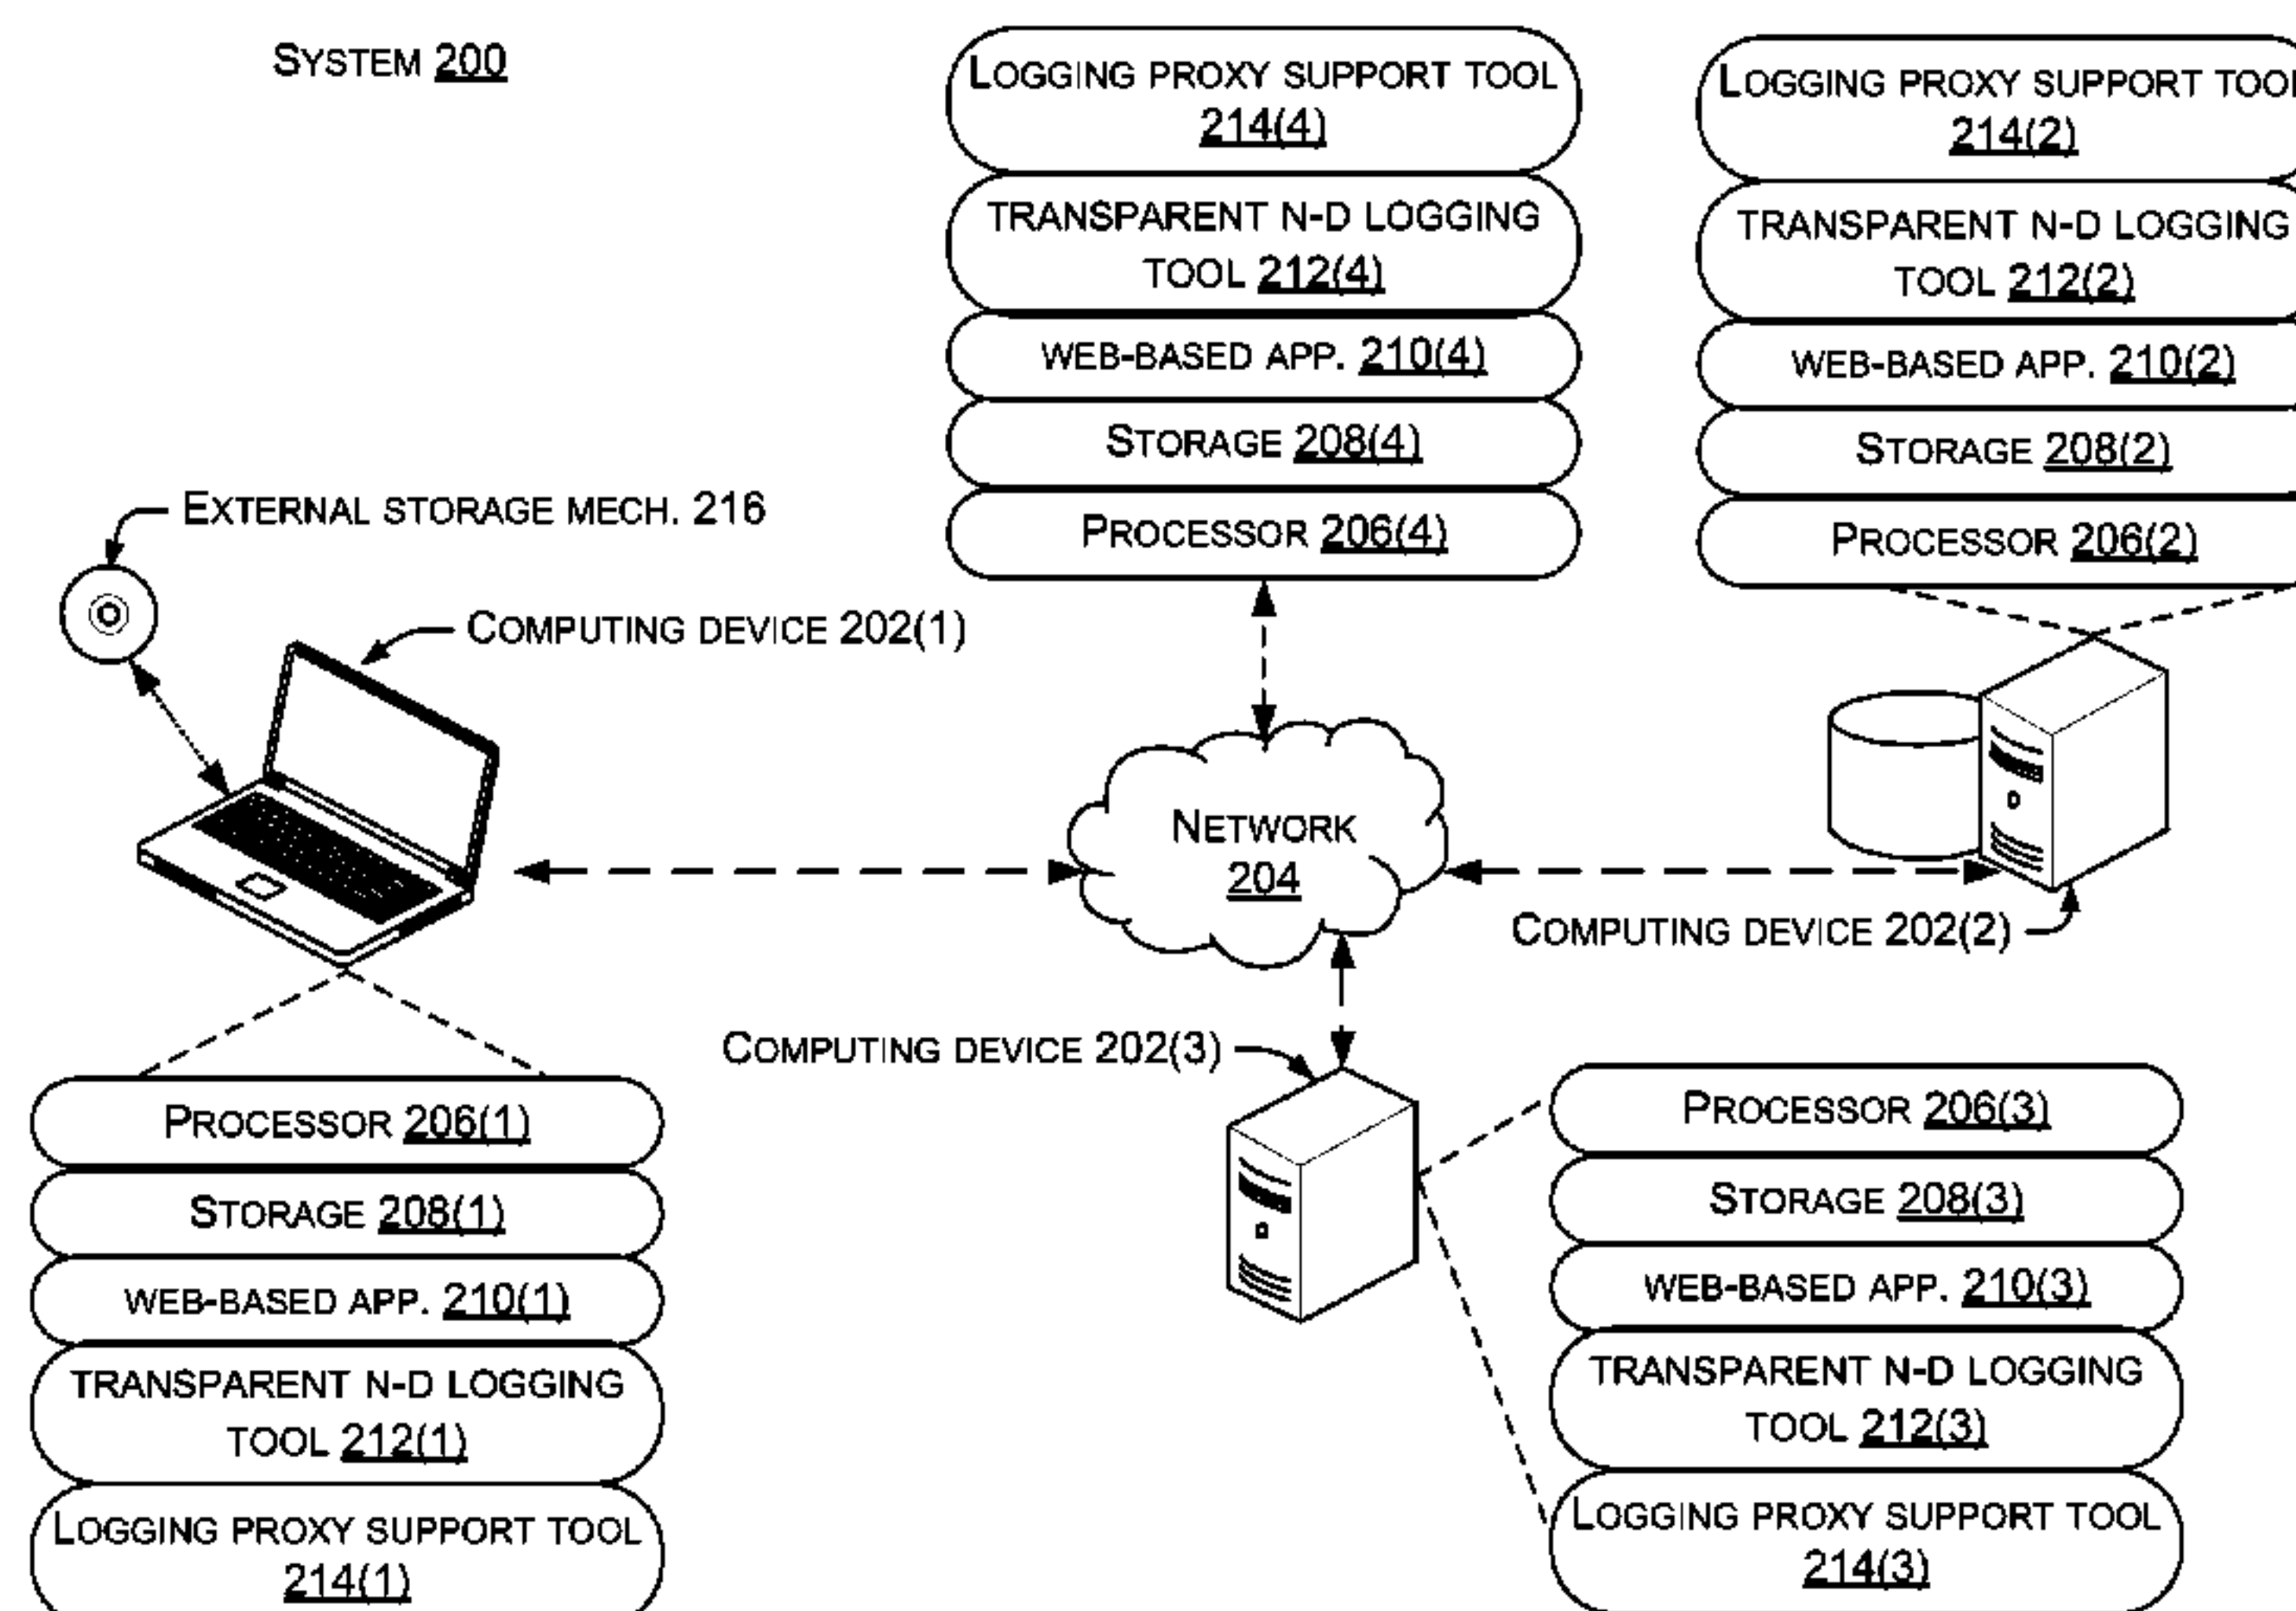 SYSTEM 200
LOGGING PROXY SUPPORT TOOL
214(4)
TRANSPARENT N-D LOGGING
TOOL 212(4)
WEB-BASED APP. 210(4)
STORAGE 208(4)
PROCESSOR 206(4)
LOGGING PROXY SUPPORT TOOL
214(2)
TRANSPARENT N-D LOGGING
TOOL 212(2)
WEB-BASED APP. 210(2)
STORAGE 208(2)
PROCESSOR 206(2)
EXTERNAL STORAGE MECH. 216
COMPUTING DEVICE 202(1)
NETWORK
204
COMPUTING DEVICE 202(2)
COMPUTING DEVICE 202(3)
PROCESSOR 206(1)
STORAGE 208(1)
WEB-BASED APP. 210(1)
TRANSPARENT N-D LOGGING
TOOL 212(1)
LOGGING PROXY SUPPORT TOOL
214(1)
PROCESSOR 206(3)
STORAGE 208(3)
WEB-BASED APP. 210(3)
TRANSPARENT N-D LOGGING
TOOL 212(3)
LOGGING PROXY SUPPORT TOOL
214(3)